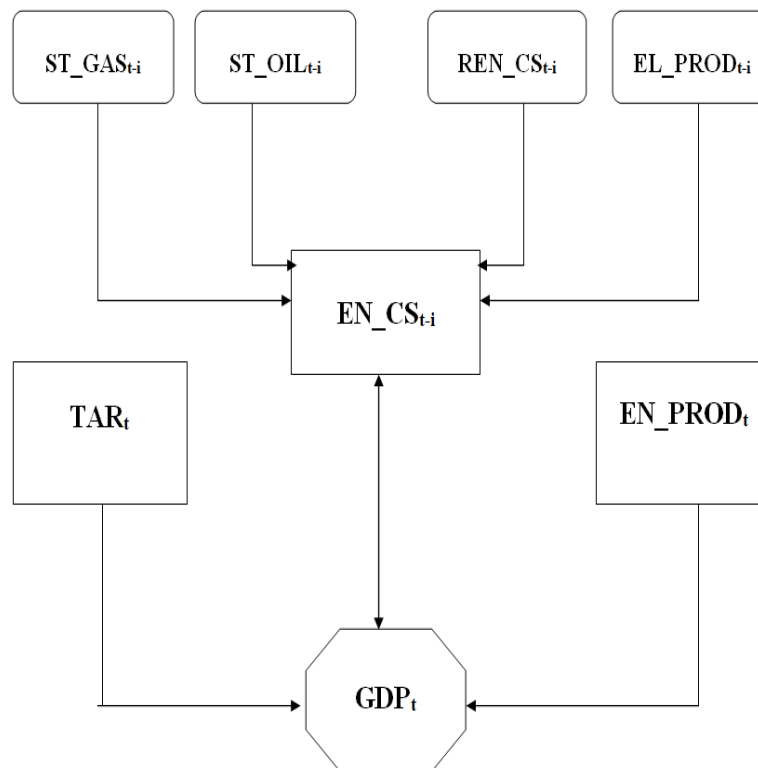 ST_GASt-i
ST_OILt-i
REN_CSt-i
EL_PRODt-i
EN_CSt-i
TARt
EN_PRODt
GDPt